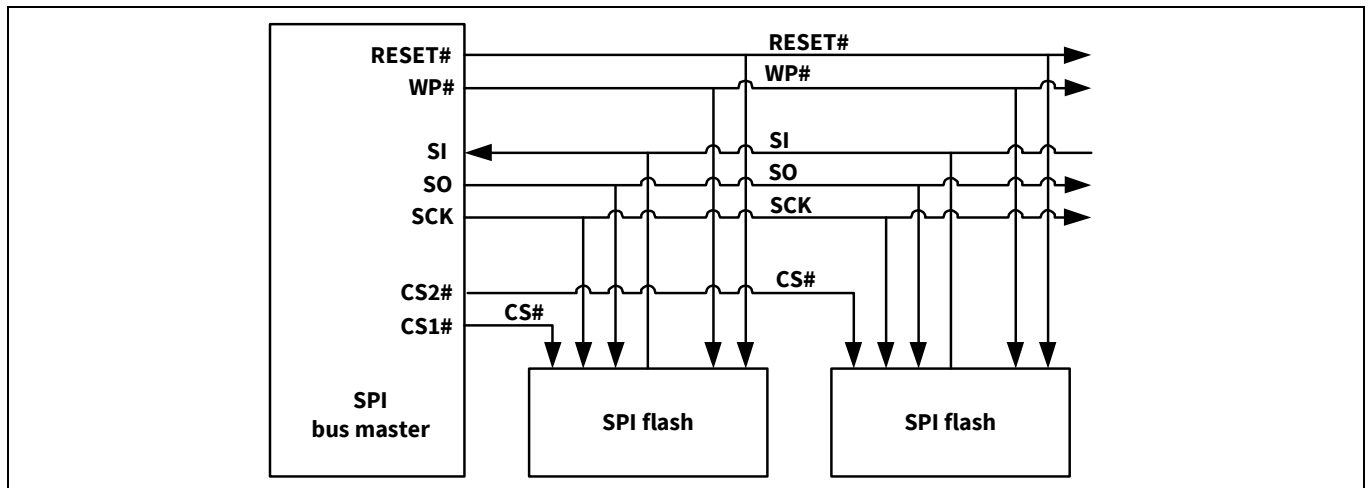 RESET#
RESET#
WP#
WP#
SI
SI
SO
SO
SCK
SCK
CS2#
CS#
CS1#
CS#
SPI
bus master
SPI flash
SPI flash